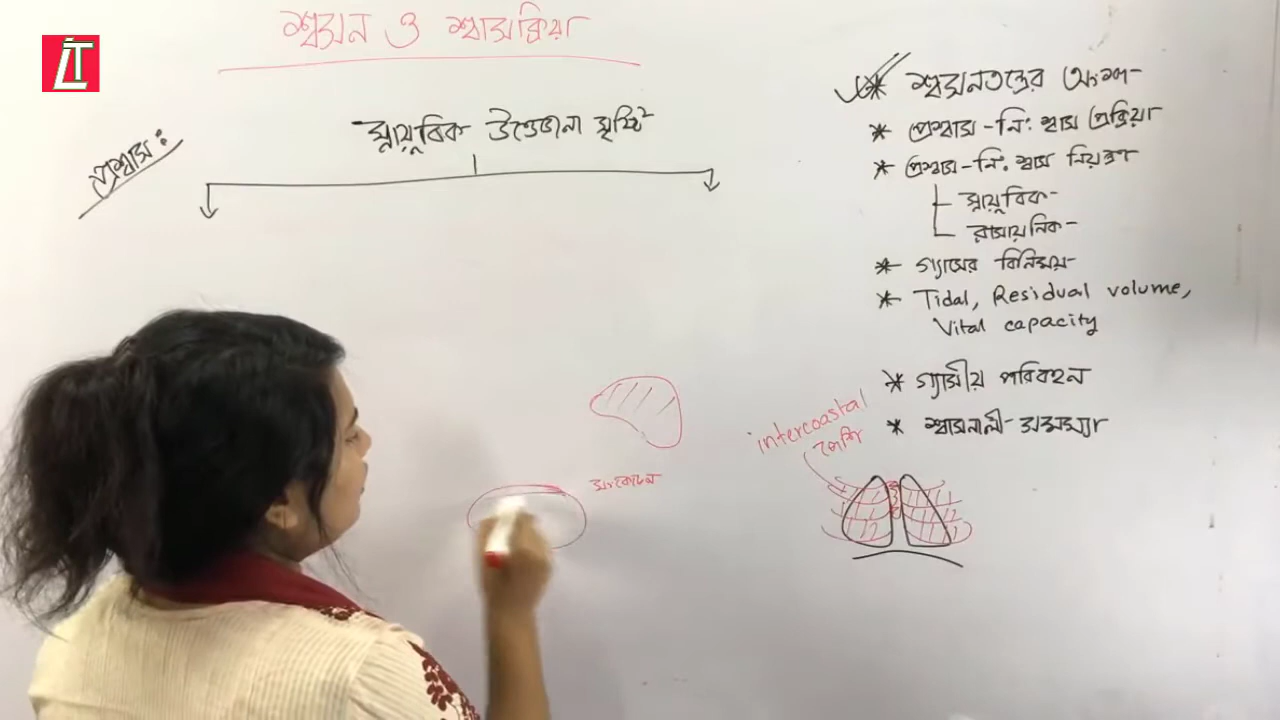 LT
শ্বসন ও শ্বাসক্রিয়া
প্রশ্বাস:
স্নায়ুবিক উত্তেজনা সৃষ্টি
সংকোচন
* শ্বসনতন্ত্রের অংশ
* প্রশ্বাস-নিঃশ্বাস প্রক্রিয়া
* প্রশ্বাস-নিঃশ্বাস নিয়ন্ত্রণ
স্নায়ুবিক
রাসায়নিক
* গ্যাসের বিনিময়
* Tidal, Residual volume,
Vital capacity
* গ্যাসীয় পরিবহন
* শ্বাসনালী সমস্যা
intercoastal
পেশি